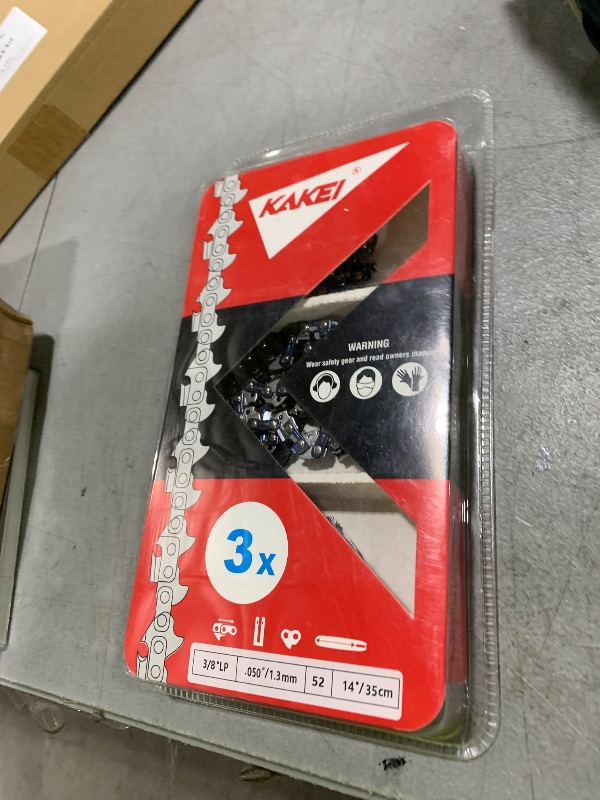 KAKEI ®
WARNING
Wear safety gear and read owners
3x
3/8"LP .050"/1.3mm 52 14"/35cm